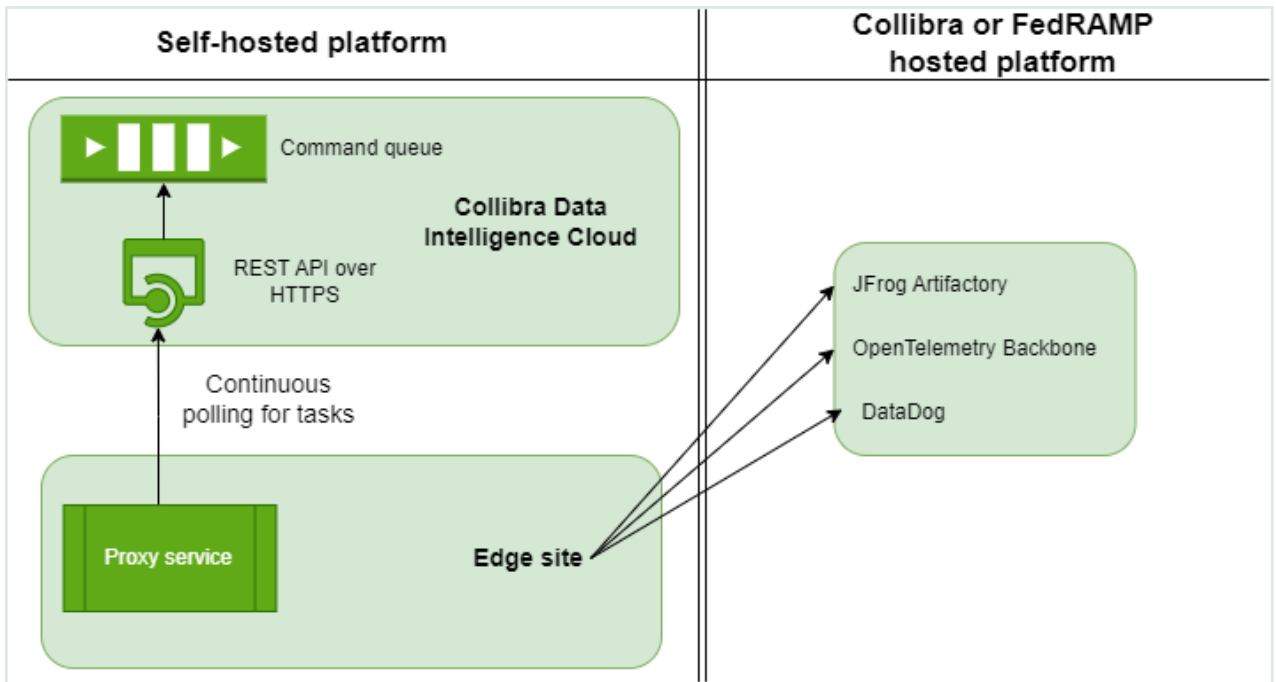 Self-hosted platform
Collibra or FedRAMP
hosted platform
Command queue
Collibra Data
Intelligence Cloud
REST API over
HTTPS
Continuous
polling for tasks
Proxy service
Edge site
JFrog Artifactory
OpenTelemetry Backbone
DataDog